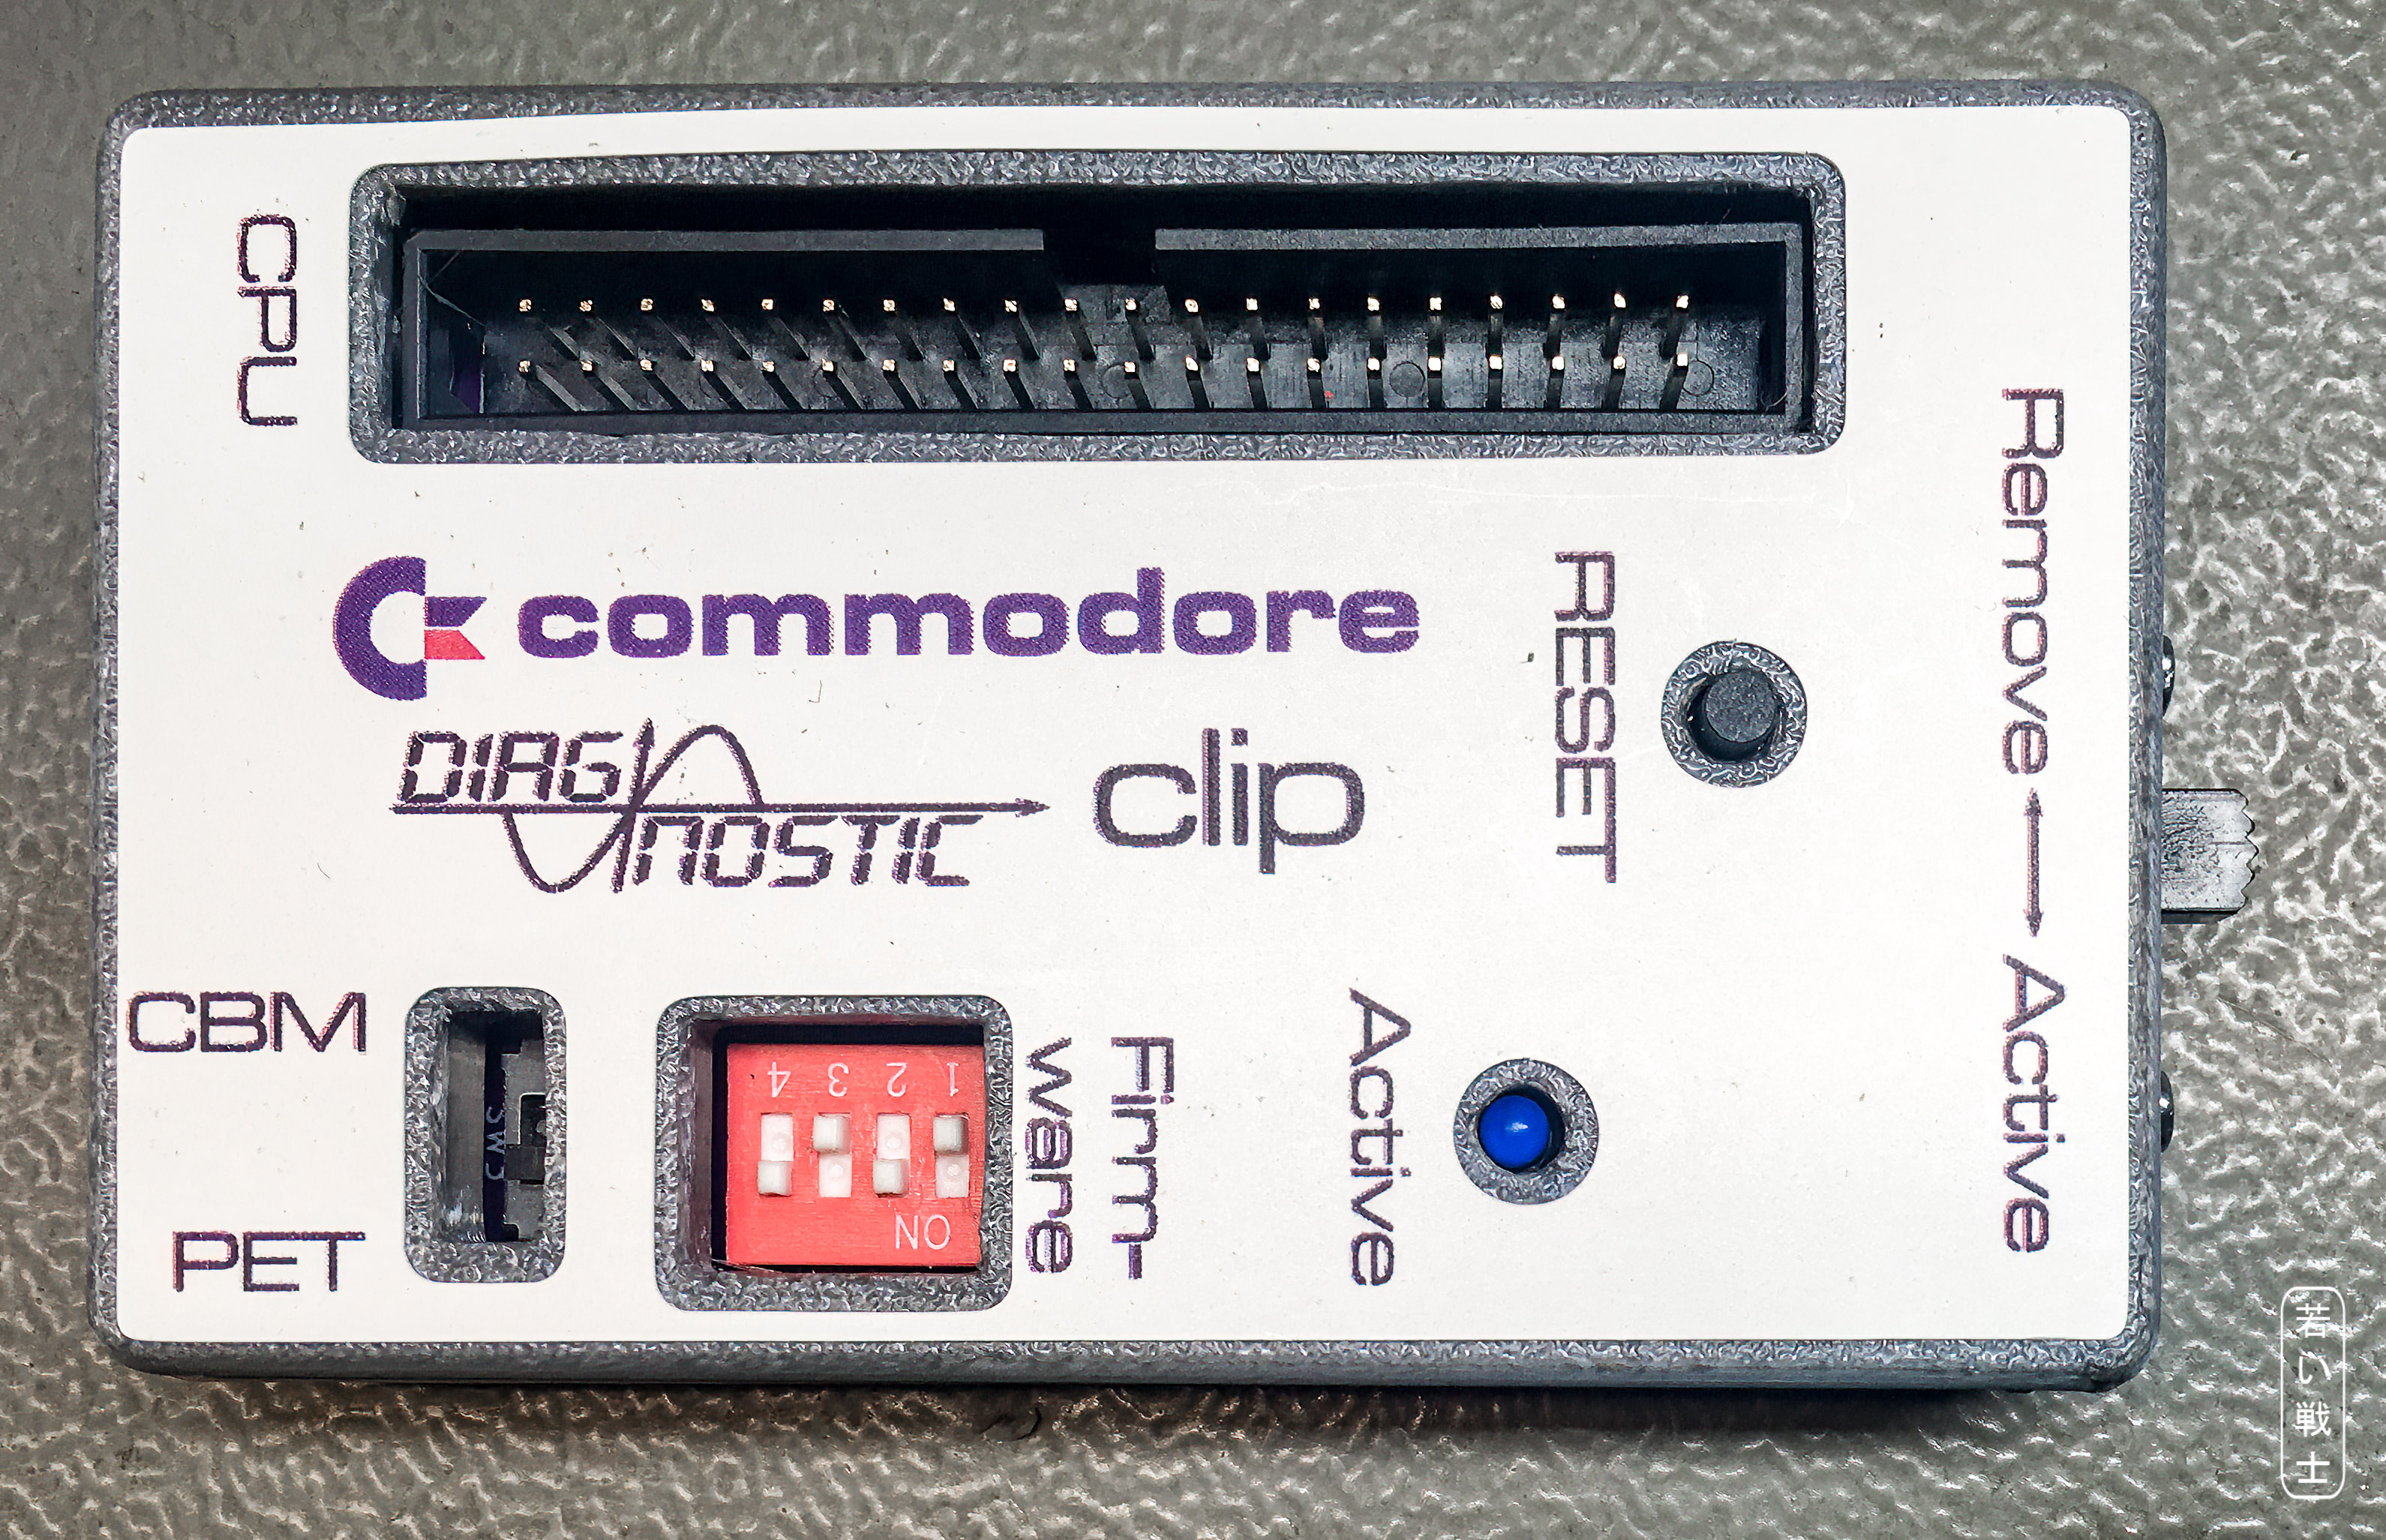 CPU
commodore
DIAGNOSTIC clip
RESET
Remove ↔ Active
CBM
PET
4 3 2 1
ON
Firm-
ware
Active
若い戦士